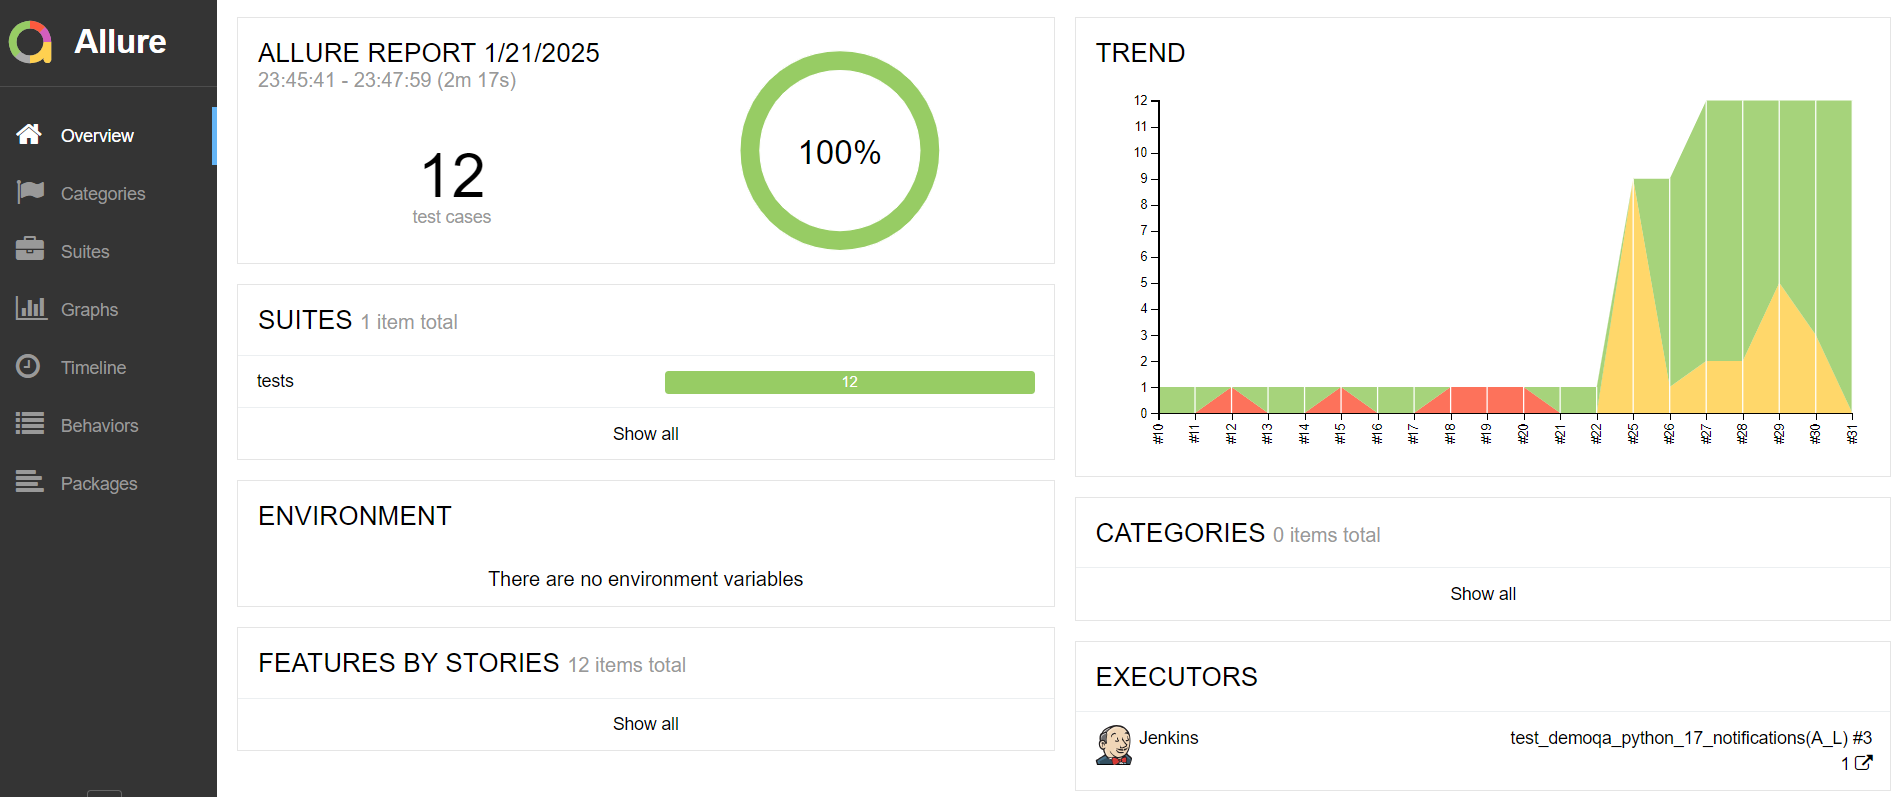 Allure
Overview
Categories
Suites
Graphs
Timeline
Behaviors
Packages
ALLURE REPORT 1/21/2025
23:45:41 - 23:47:59 (2m 17s)
12
test cases
100%
SUITES 1 item total
tests 12
Show all
ENVIRONMENT
There are no environment variables
FEATURES BY STORIES 12 items total
Show all
TREND
12
11
10
9
8
7
6
5
4
3
2
1
0
#10 #11 #12 #13 #14 #15 #16 #17 #18 #19 #20 #21 #22 #25 #26 #27 #28 #29 #30 #31
CATEGORIES 0 items total
Show all
EXECUTORS
Jenkins test_demoqa_python_17_notifications(A_L) #3
1